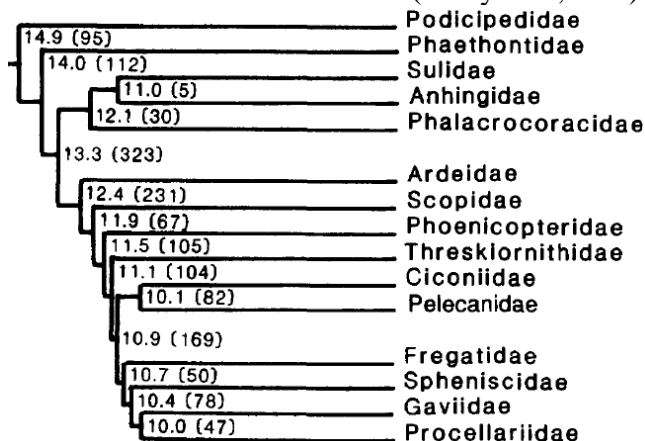 Podicipedidae
14.9 (95)
Phaethontidae
14.0 (112)
Sulidae
11.0 (5)
Anhingidae
12.1 (30)
Phalacrocoracidae
13.3 (323)
Ardeidae
12.4 (231)
Scopidae
11.9 (67)
Phoenicopteridae
11.5 (105)
Threskiornithidae
11.1 (104)
Ciconiidae
10.1 (82)
Pelecanidae
10.9 (169)
Fregatidae
10.7 (50)
Spheniscidae
10.4 (78)
Gaviidae
10.0 (47)
Procellariidae